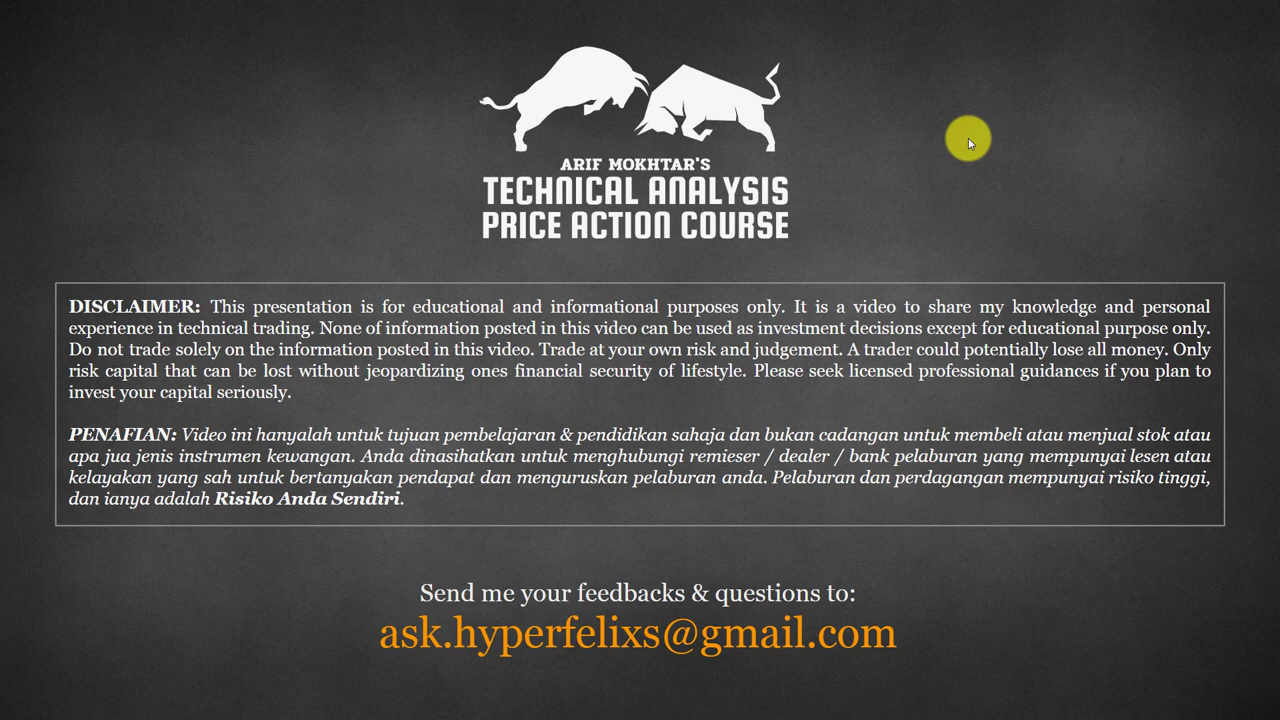 ARIF MOKHTAR'S
TECHNICAL ANALYSIS
PRICE ACTION COURSE
DISCLAIMER: This presentation is for educational and informational purposes only. It is a video to share my knowledge and personal
experience in technical trading. None of information posted in this video can be used as investment decisions except for educational purpose only.
Do not trade solely on the information posted in this video. Trade at your own risk and judgement. A trader could potentially lose all money. Only
risk capital that can be lost without jeopardizing ones financial security of lifestyle. Please seek licensed professional guidances if you plan to
invest your capital seriously.
PENAFIAN: Video ini hanyalah untuk tujuan pembelajaran & pendidikan sahaja dan bukan cadangan untuk membeli atau menjual stok atau
apa jua jenis instrumen kewangan. Anda dinasihatkan untuk menghubungi remieser / dealer / bank pelaburan yang mempunyai lesen atau
kelayakan yang sah untuk bertanyakan pendapat dan menguruskan pelaburan anda. Pelaburan dan perdagangan mempunyai risiko tinggi,
dan ianya adalah Risiko Anda Sendiri.
Send me your feedbacks & questions to:
ask.hyperfelixs@gmail.com